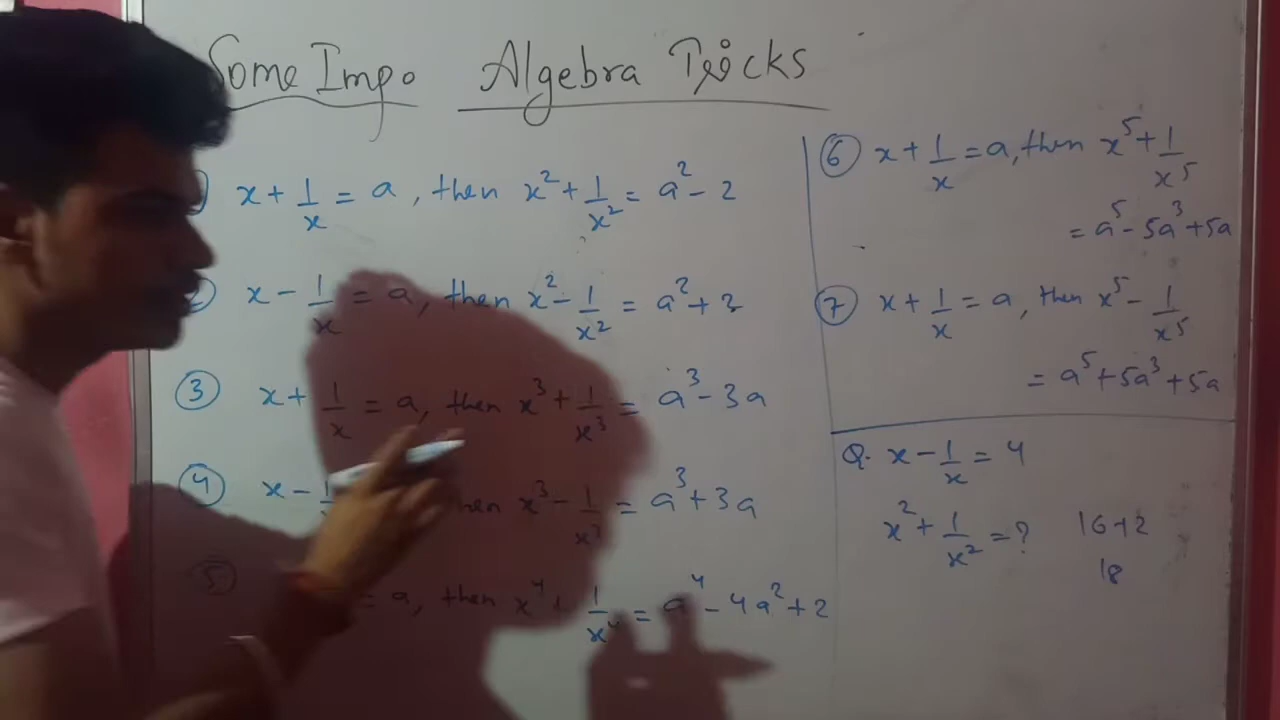 Some Impo Algebra Tricks
x + 1/x = a, then x² + 1/x² = a² - 2
x - 1/x = a, then x² - 1/x² = a² + 2
③ x + 1/x = a, then x³ + 1/x³ = a³ - 3a
④ x - then x³ - 1/x³ = a³ + 3a
⑤ = a, then x⁴ + 1/x⁴ = a⁴ - 4a² + 2
⑥ x + 1/x = a, then x⁵ + 1/x⁵
= a⁵ - 5a³ + 5a
⑦ x + 1/x = a, then x⁵ - 1/x⁵
= a⁵ + 5a³ + 5a
Q. x - 1/x = 4
x² + 1/x² = ? 16+2
18